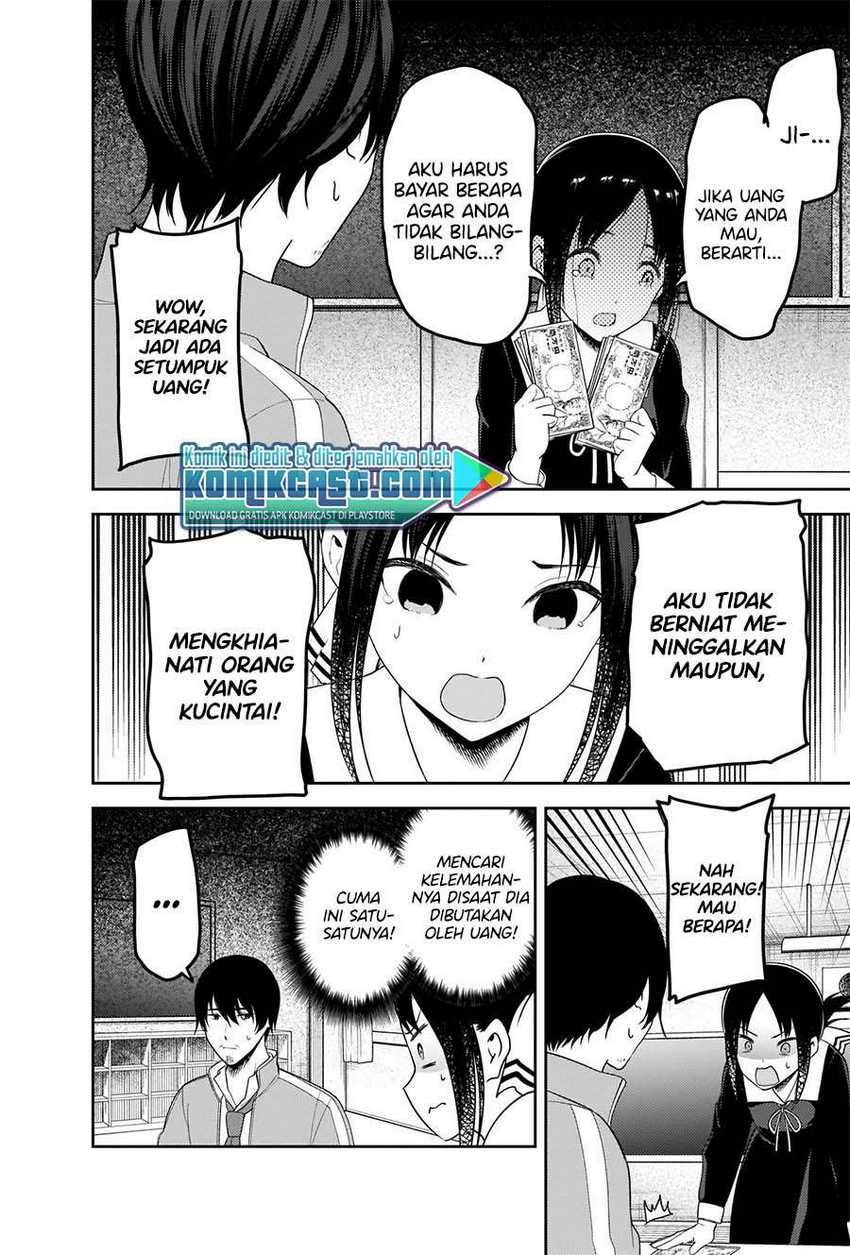 JI-...
JIKA UANG
YANG ANDA
MAU,
BERARTI...
AKU HARUS
BAYAR BERAPA
AGAR ANDA
TIDAK BILANG-
BILANG...?
WOW,
SEKARANG
JADI ADA
SETUMPUK
UANG!
Komik ini diedit & diterjemahkan oleh
KOMIKCAST.COM
DOWNLOAD GRATIS APK KOMIKCAST DI PLAYSTORE
AKU TIDAK
BERNIAT ME-
NINGGALKAN
MAUPUN,
MENGKHIA-
NATI ORANG
YANG
KUCINTAI!
NAH
SEKARANG!
MAU
BERAPA!
MENCARI
KELEMAHAN-
NYA DISAAT DIA
DIBUTAKAN
OLEH UANG!
CUMA
INI SATU-
SATUNYA!
...